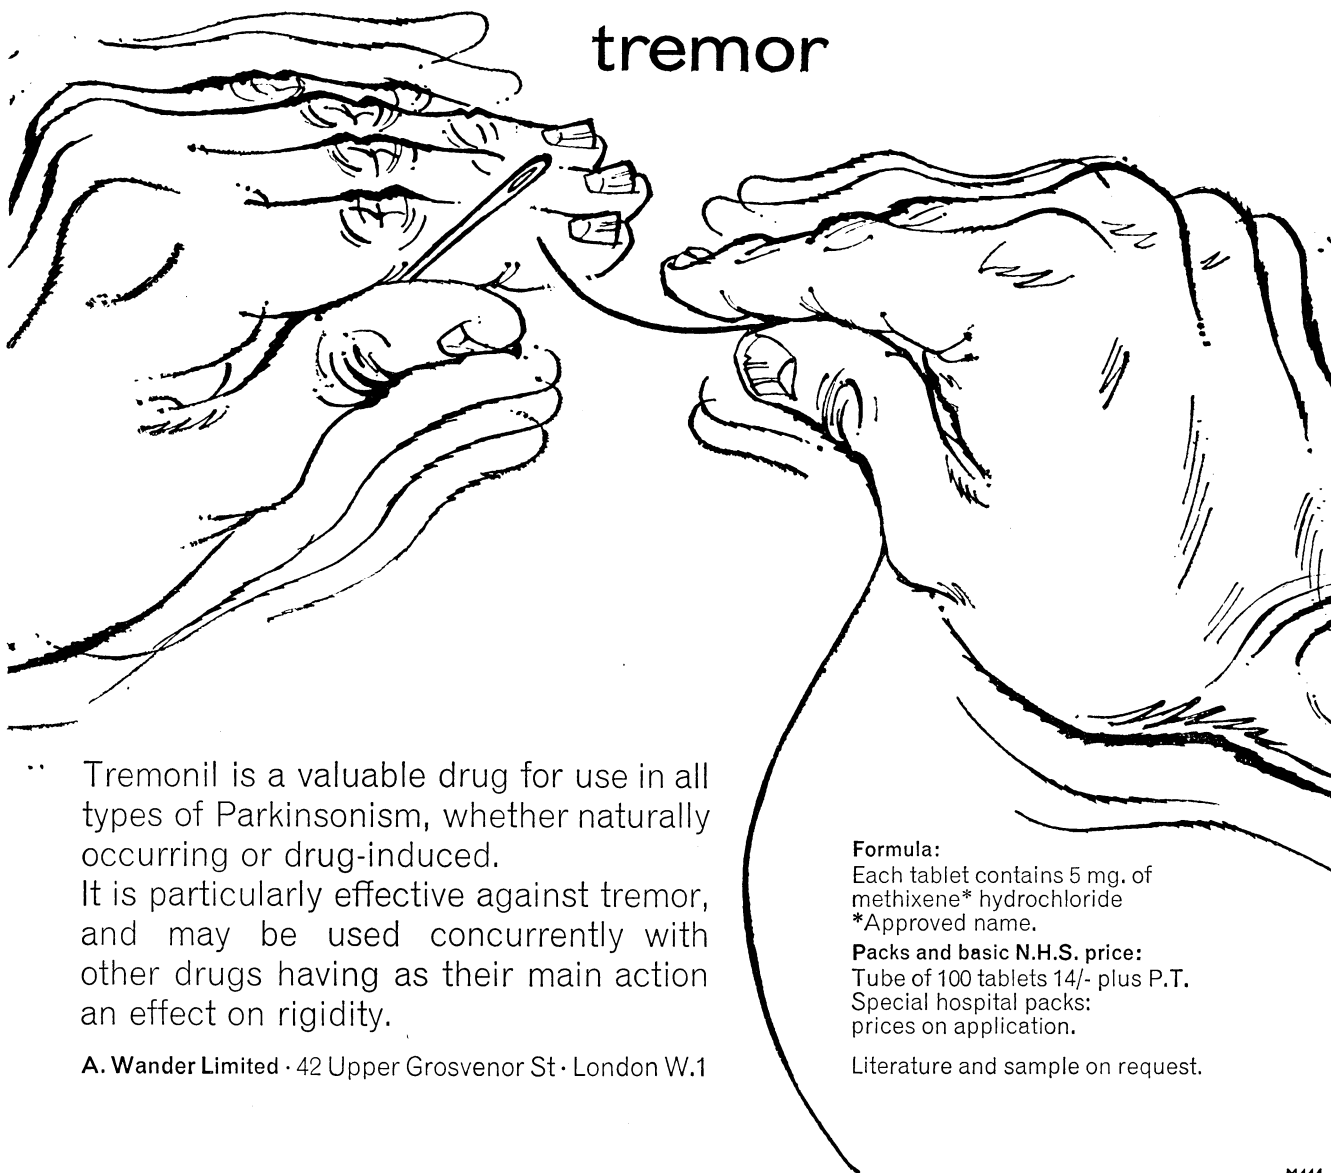 tremor
Tremonil is a valuable drug for use in all
types of Parkinsonism, whether naturally
occurring or drug-induced.
It is particularly effective against tremor,
and may be used concurrently with
other drugs having as their main action
an effect on rigidity.
A. Wander Limited · 42 Upper Grosvenor St · London W.1
Formula:
Each tablet contains 5 mg. of
methixene* hydrochloride
*Approved name.
Packs and basic N.H.S. price:
Tube of 100 tablets 14/- plus P.T.
Special hospital packs:
prices on application.
Literature and sample on request.